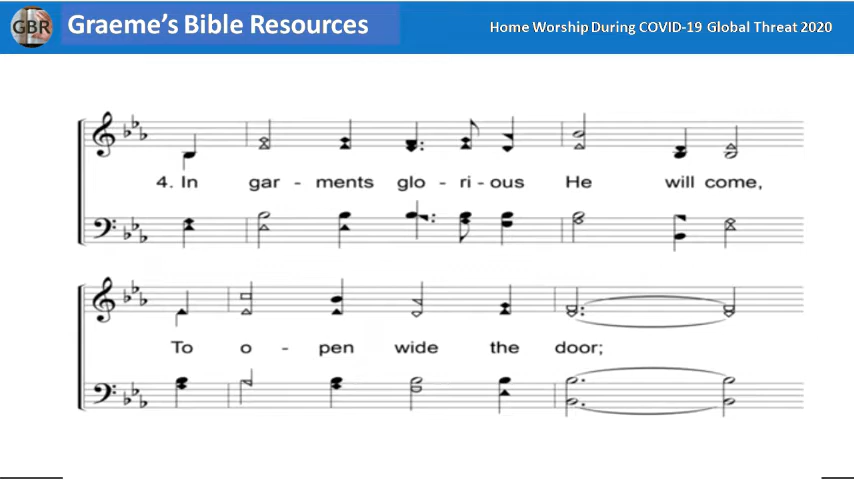 GBR
Graeme's Bible Resources
Home Worship During COVID-19 Global Threat 2020
4. In gar - ments glo - ri - ous He will come,
To o - pen wide the door;